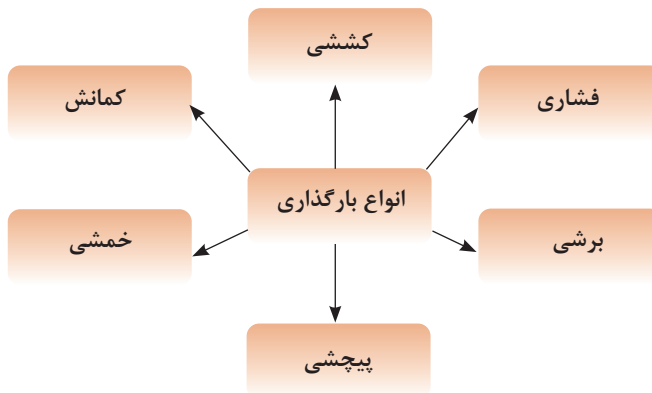 کششی
فشاری
کمانش
انواع بارگذاری
برشی
خمشی
پیچشی